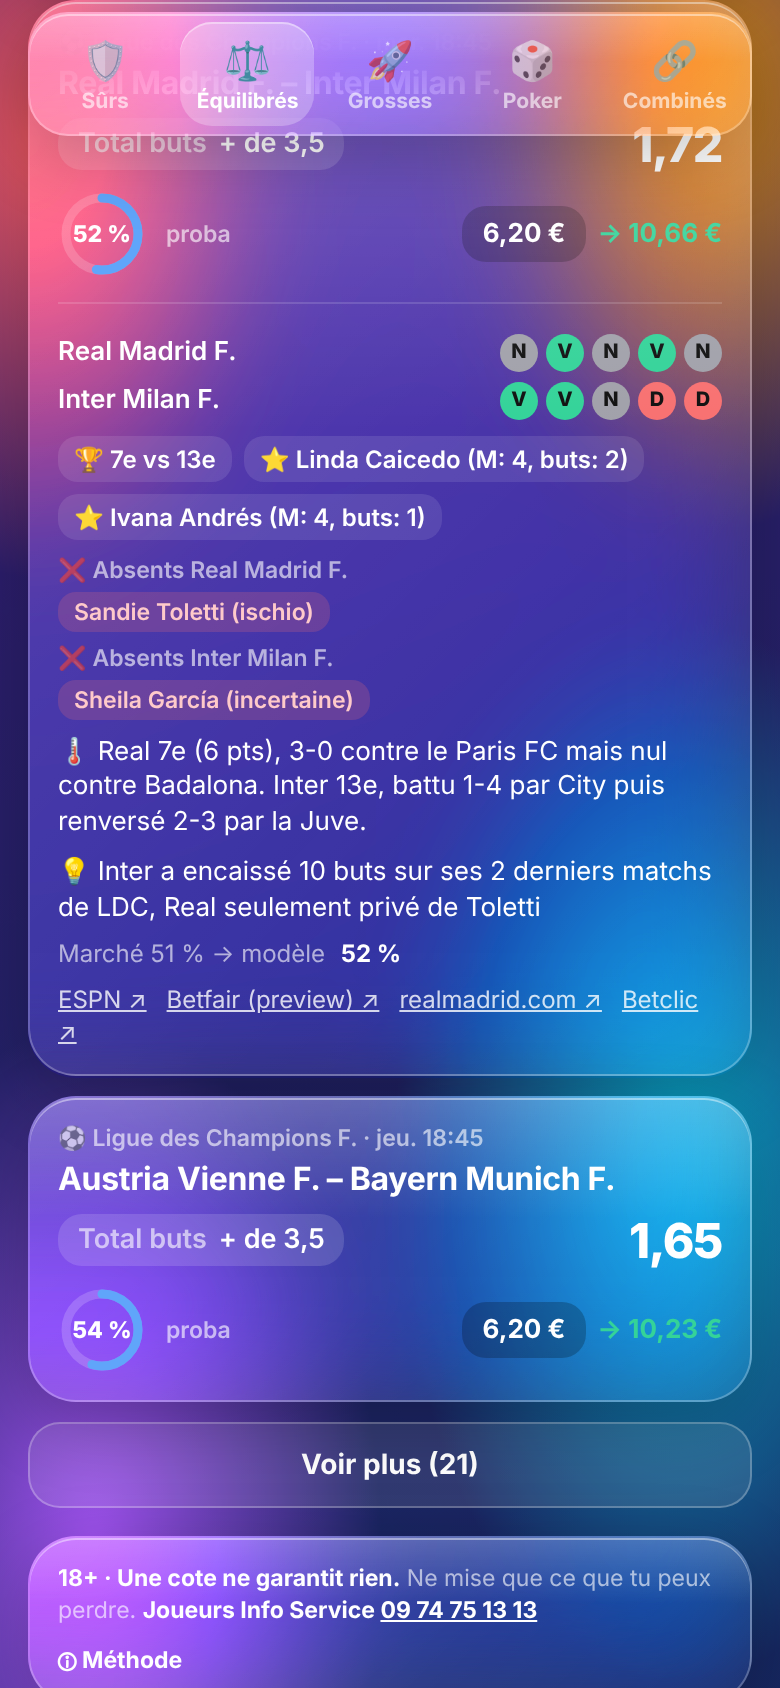 Sûrs
Équilibrés
Grosses
Poker
Combinés
Real Madrid F. – Inter Milan F.
Total buts + de 3,5
1,72
52 %
proba
6,20 €
→ 10,66 €
Real Madrid F.
N V N V N
Inter Milan F.
V V N D D
🏆 7e vs 13e
⭐ Linda Caicedo (M: 4, buts: 2)
⭐ Ivana Andrés (M: 4, buts: 1)
❌ Absents Real Madrid F.
Sandie Toletti (ischio)
❌ Absents Inter Milan F.
Sheila García (incertaine)
🌡️ Real 7e (6 pts), 3-0 contre le Paris FC mais nul
contre Badalona. Inter 13e, battu 1-4 par City puis
renversé 2-3 par la Juve.
💡 Inter a encaissé 10 buts sur ses 2 derniers matchs
de LDC, Real seulement privé de Toletti
Marché 51 % → modèle 52 %
ESPN ↗ Betfair (preview) ↗ realmadrid.com ↗ Betclic
↗
⚽ Ligue des Champions F. · jeu. 18:45
Austria Vienne F. – Bayern Munich F.
Total buts + de 3,5
1,65
54 %
proba
6,20 €
→ 10,23 €
Voir plus (21)
18+ · Une cote ne garantit rien. Ne mise que ce que tu peux
perdre. Joueurs Info Service 09 74 75 13 13
ⓘ Méthode